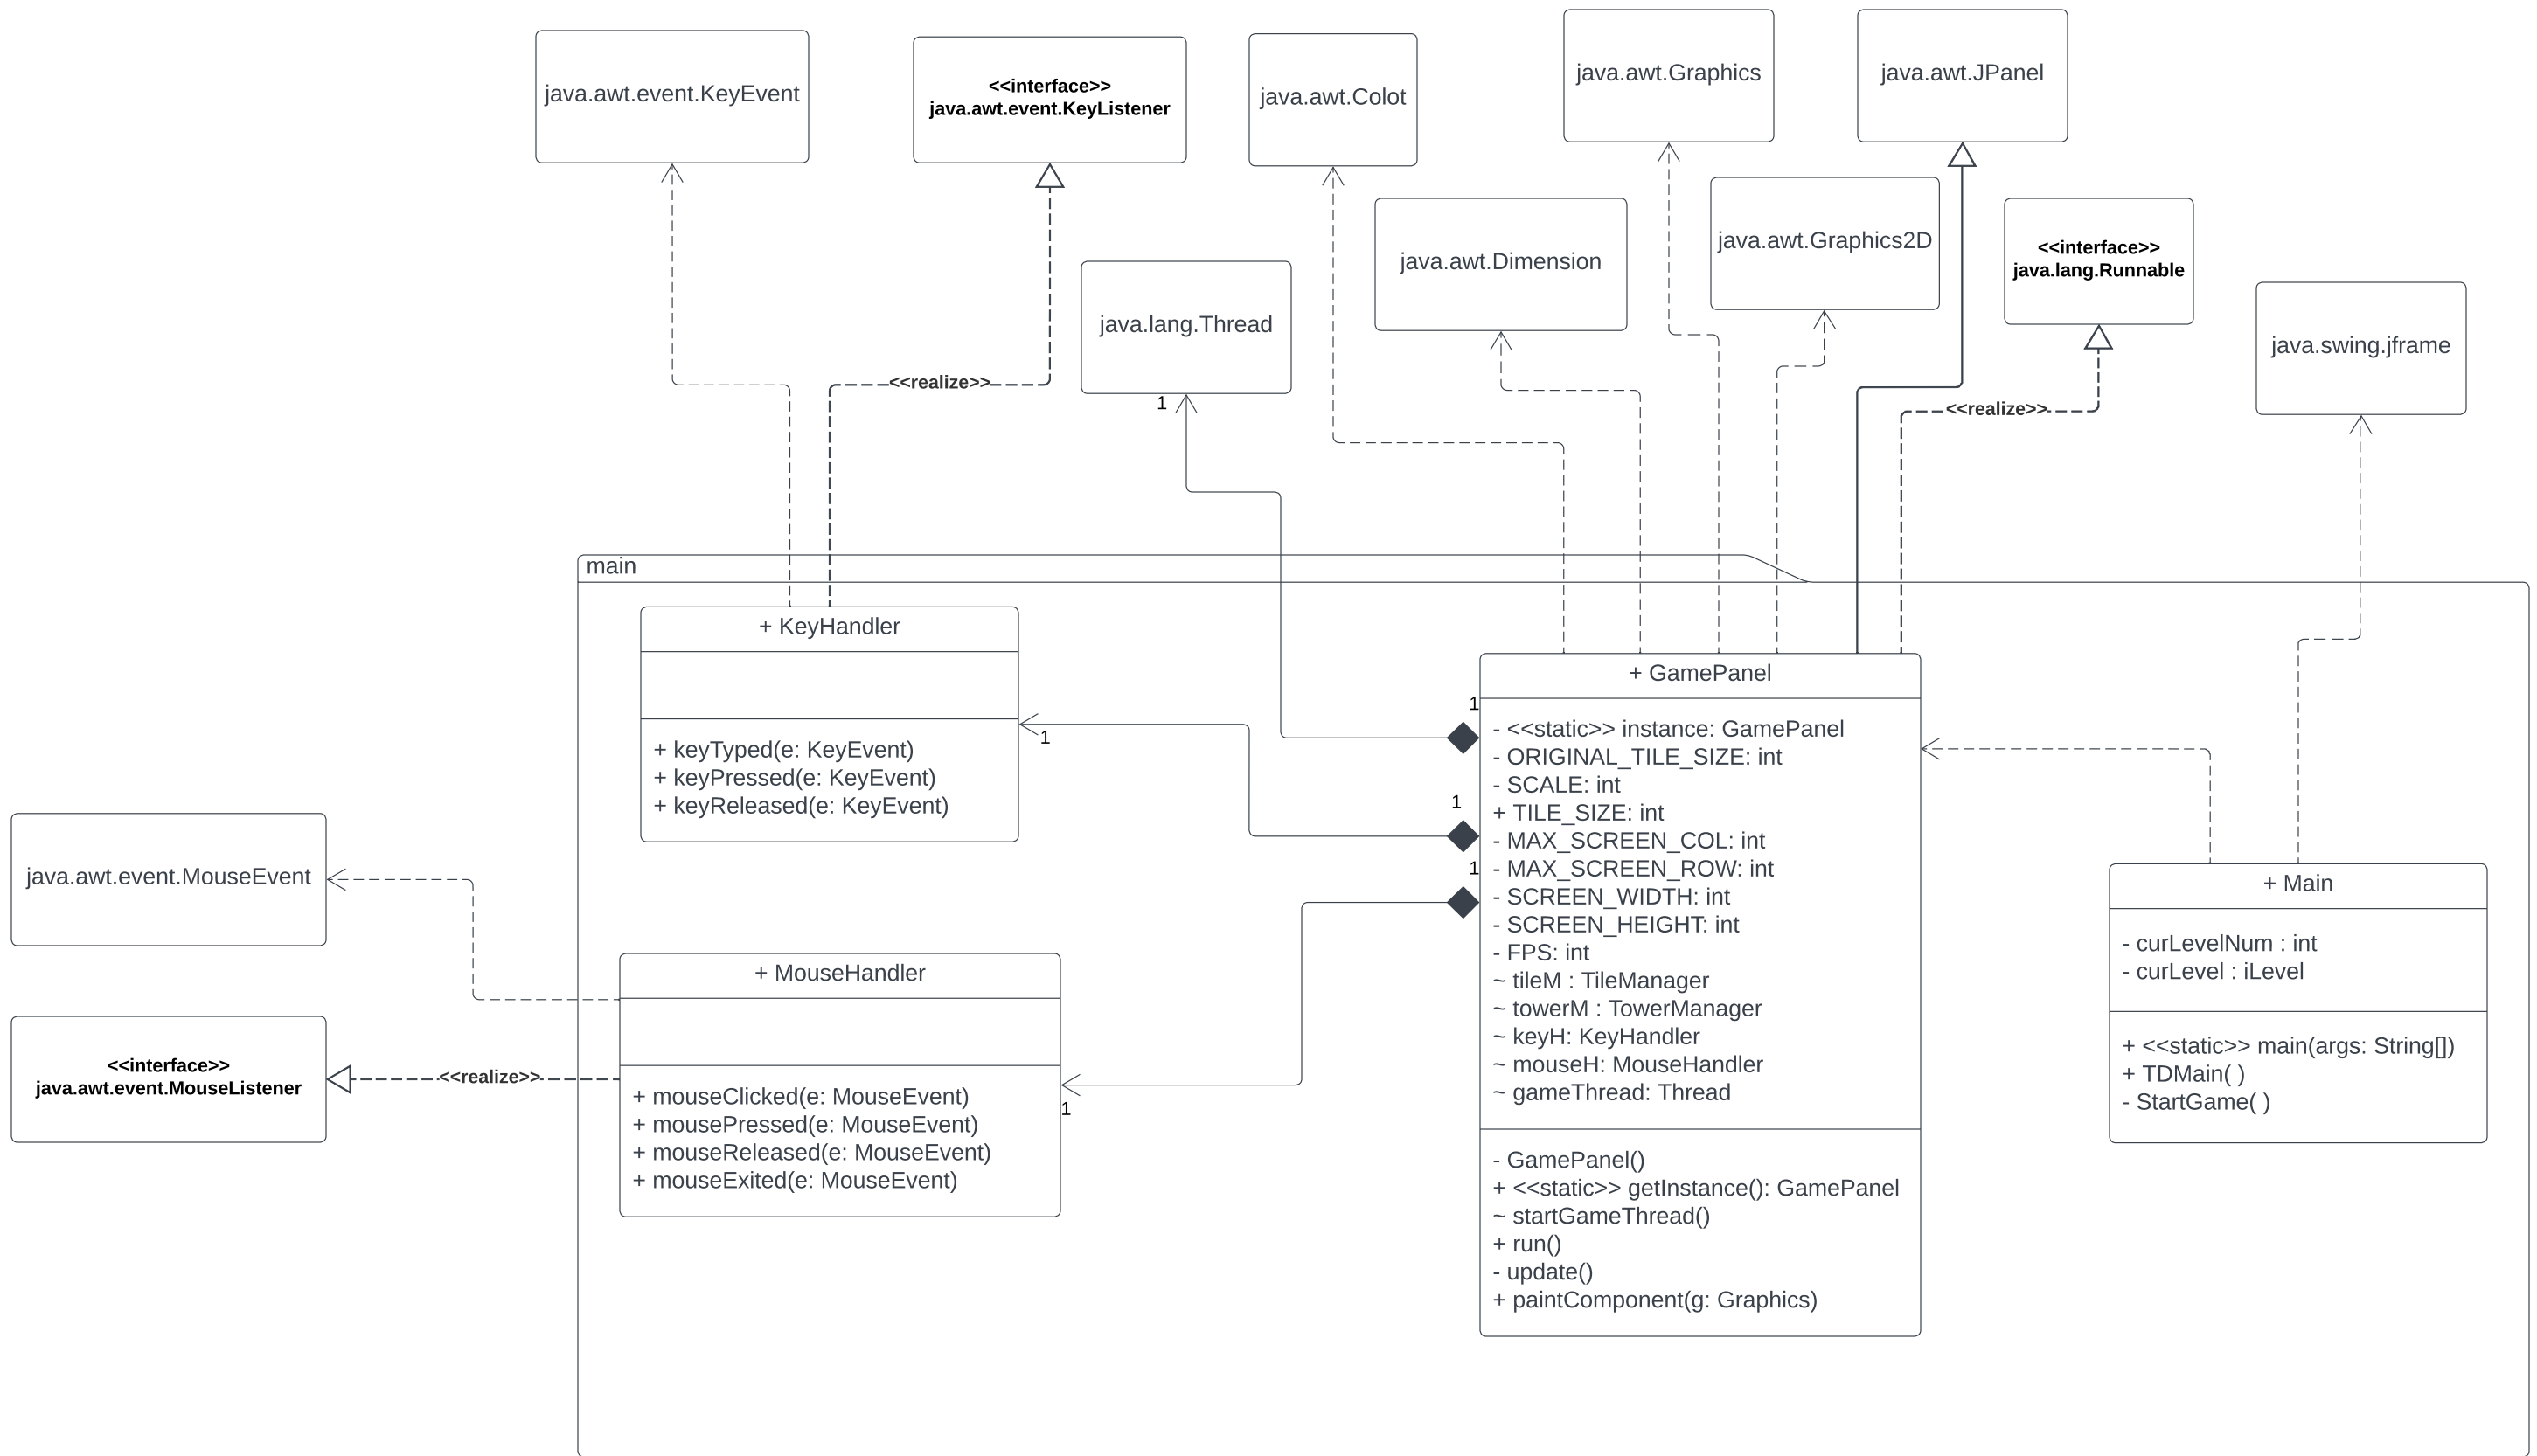 java.awt.event.KeyEvent
<<interface>>
java.awt.event.KeyListener
java.awt.Colot
java.awt.Graphics
java.awt.JPanel
java.awt.Dimension
java.awt.Graphics2D
<<interface>>
java.lang.Runnable
java.lang.Thread
java.swing.jframe
<<realize>>
<<realize>>
1
main
+ KeyHandler
+ keyTyped(e: KeyEvent)
+ keyPressed(e: KeyEvent)
+ keyReleased(e: KeyEvent)
1
1
1
1
+ GamePanel
- <<static>> instance: GamePanel
- ORIGINAL_TILE_SIZE: int
- SCALE: int
+ TILE_SIZE: int
- MAX_SCREEN_COL: int
- MAX_SCREEN_ROW: int
- SCREEN_WIDTH: int
- SCREEN_HEIGHT: int
- FPS: int
~ tileM : TileManager
~ towerM : TowerManager
~ keyH: KeyHandler
~ mouseH: MouseHandler
~ gameThread: Thread
- GamePanel()
+ <<static>> getInstance(): GamePanel
~ startGameThread()
+ run()
- update()
+ paintComponent(g: Graphics)
+ Main
- curLevelNum : int
- curLevel : iLevel
+ <<static>> main(args: String[])
+ TDMain( )
- StartGame( )
java.awt.event.MouseEvent
<<interface>>
java.awt.event.MouseListener
<<realize>>
+ MouseHandler
+ mouseClicked(e: MouseEvent)
+ mousePressed(e: MouseEvent)
+ mouseReleased(e: MouseEvent)
+ mouseExited(e: MouseEvent)
1